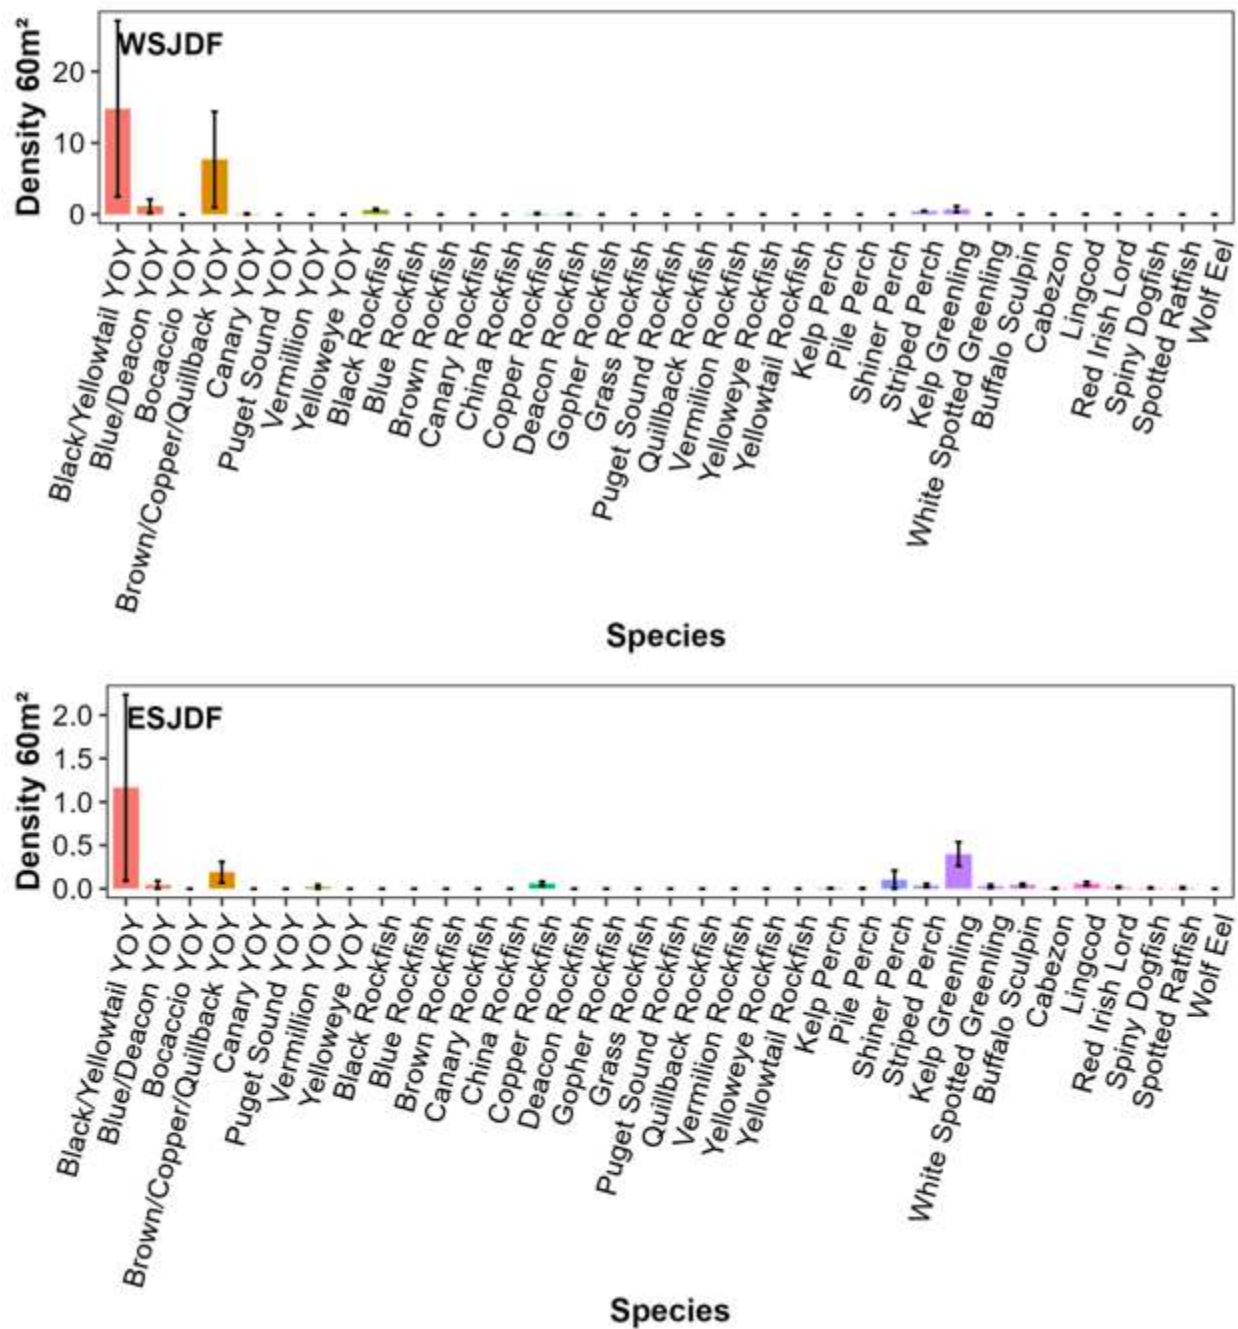 WSJDF
Density 60m²
20
10
0
Black/Yellowtail YOY
Blue/Deacon YOY
Bocaccio YOY
Brown/Copper/Quillback YOY
Canary YOY
Puget Sound YOY
Vermillion YOY
Yelloweye YOY
Black Rockfish
Blue Rockfish
Brown Rockfish
Canary Rockfish
China Rockfish
Copper Rockfish
Deacon Rockfish
Gopher Rockfish
Grass Rockfish
Puget Sound Rockfish
Quillback Rockfish
Vermilion Rockfish
Yelloweye Rockfish
Yellowtail Rockfish
Kelp Perch
Pile Perch
Shiner Perch
Striped Perch
Kelp Greenling
White Spotted Greenling
Buffalo Sculpin
Cabezon
Lingcod
Red Irish Lord
Spiny Dogfish
Spotted Ratfish
Wolf Eel
Species
ESJDF
Density 60m²
2.0
1.5
1.0
0.5
0.0
Black/Yellowtail YOY
Blue/Deacon YOY
Bocaccio YOY
Brown/Copper/Quillback YOY
Canary YOY
Puget Sound YOY
Vermillion YOY
Yelloweye YOY
Black Rockfish
Blue Rockfish
Brown Rockfish
Canary Rockfish
China Rockfish
Copper Rockfish
Deacon Rockfish
Gopher Rockfish
Grass Rockfish
Puget Sound Rockfish
Quillback Rockfish
Vermilion Rockfish
Yelloweye Rockfish
Yellowtail Rockfish
Kelp Perch
Pile Perch
Shiner Perch
Striped Perch
Kelp Greenling
White Spotted Greenling
Buffalo Sculpin
Cabezon
Lingcod
Red Irish Lord
Spiny Dogfish
Spotted Ratfish
Wolf Eel
Species